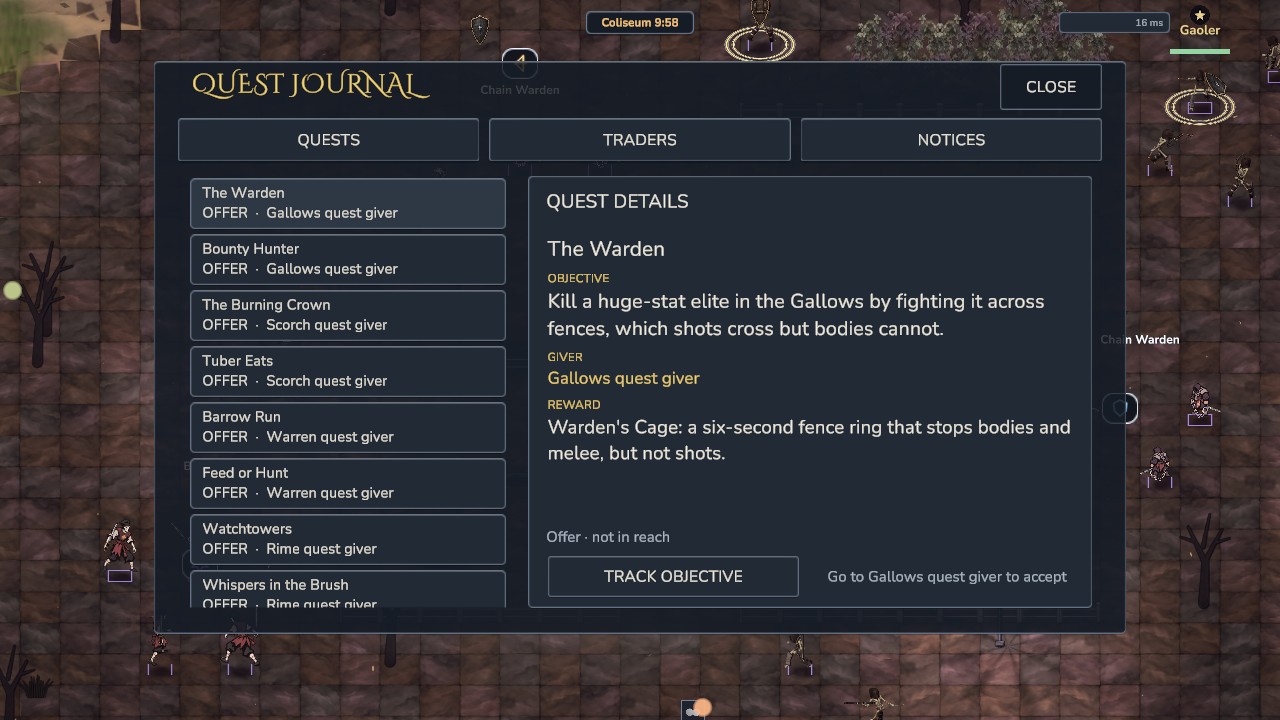 Coliseum 9:58
16 ms
Gaoler
QUEST JOURNAL
Chain Warden
CLOSE
QUESTS
TRADERS
NOTICES
The Warden
OFFER · Gallows quest giver
Bounty Hunter
OFFER · Gallows quest giver
The Burning Crown
OFFER · Scorch quest giver
Tuber Eats
OFFER · Scorch quest giver
Barrow Run
OFFER · Warren quest giver
Feed or Hunt
OFFER · Warren quest giver
Watchtowers
OFFER · Rime quest giver
Whispers in the Brush
OFFER · Rime quest giver
QUEST DETAILS
The Warden
OBJECTIVE
Kill a huge-stat elite in the Gallows by fighting it across
fences, which shots cross but bodies cannot.
GIVER
Gallows quest giver
REWARD
Warden's Cage: a six-second fence ring that stops bodies and
melee, but not shots.
Offer · not in reach
TRACK OBJECTIVE
Go to Gallows quest giver to accept
Chain Warden